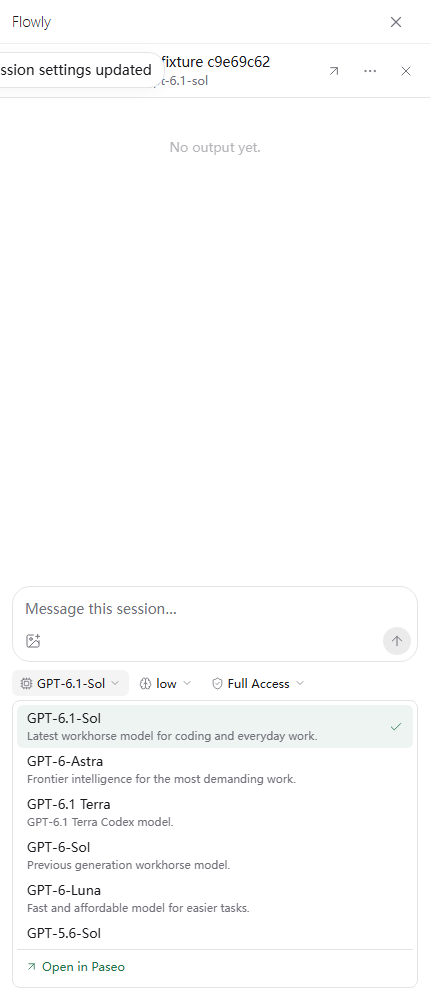 Flowly
ssion settings updated
fixture c9e69c62
t-6.1-sol
No output yet.
Message this session...
GPT-6.1-Sol
low
Full Access
GPT-6.1-Sol
Latest workhorse model for coding and everyday work.
GPT-6-Astra
Frontier intelligence for the most demanding work.
GPT-6.1 Terra
GPT-6.1 Terra Codex model.
GPT-6-Sol
Previous generation workhorse model.
GPT-6-Luna
Fast and affordable model for easier tasks.
GPT-5.6-Sol
Open in Paseo